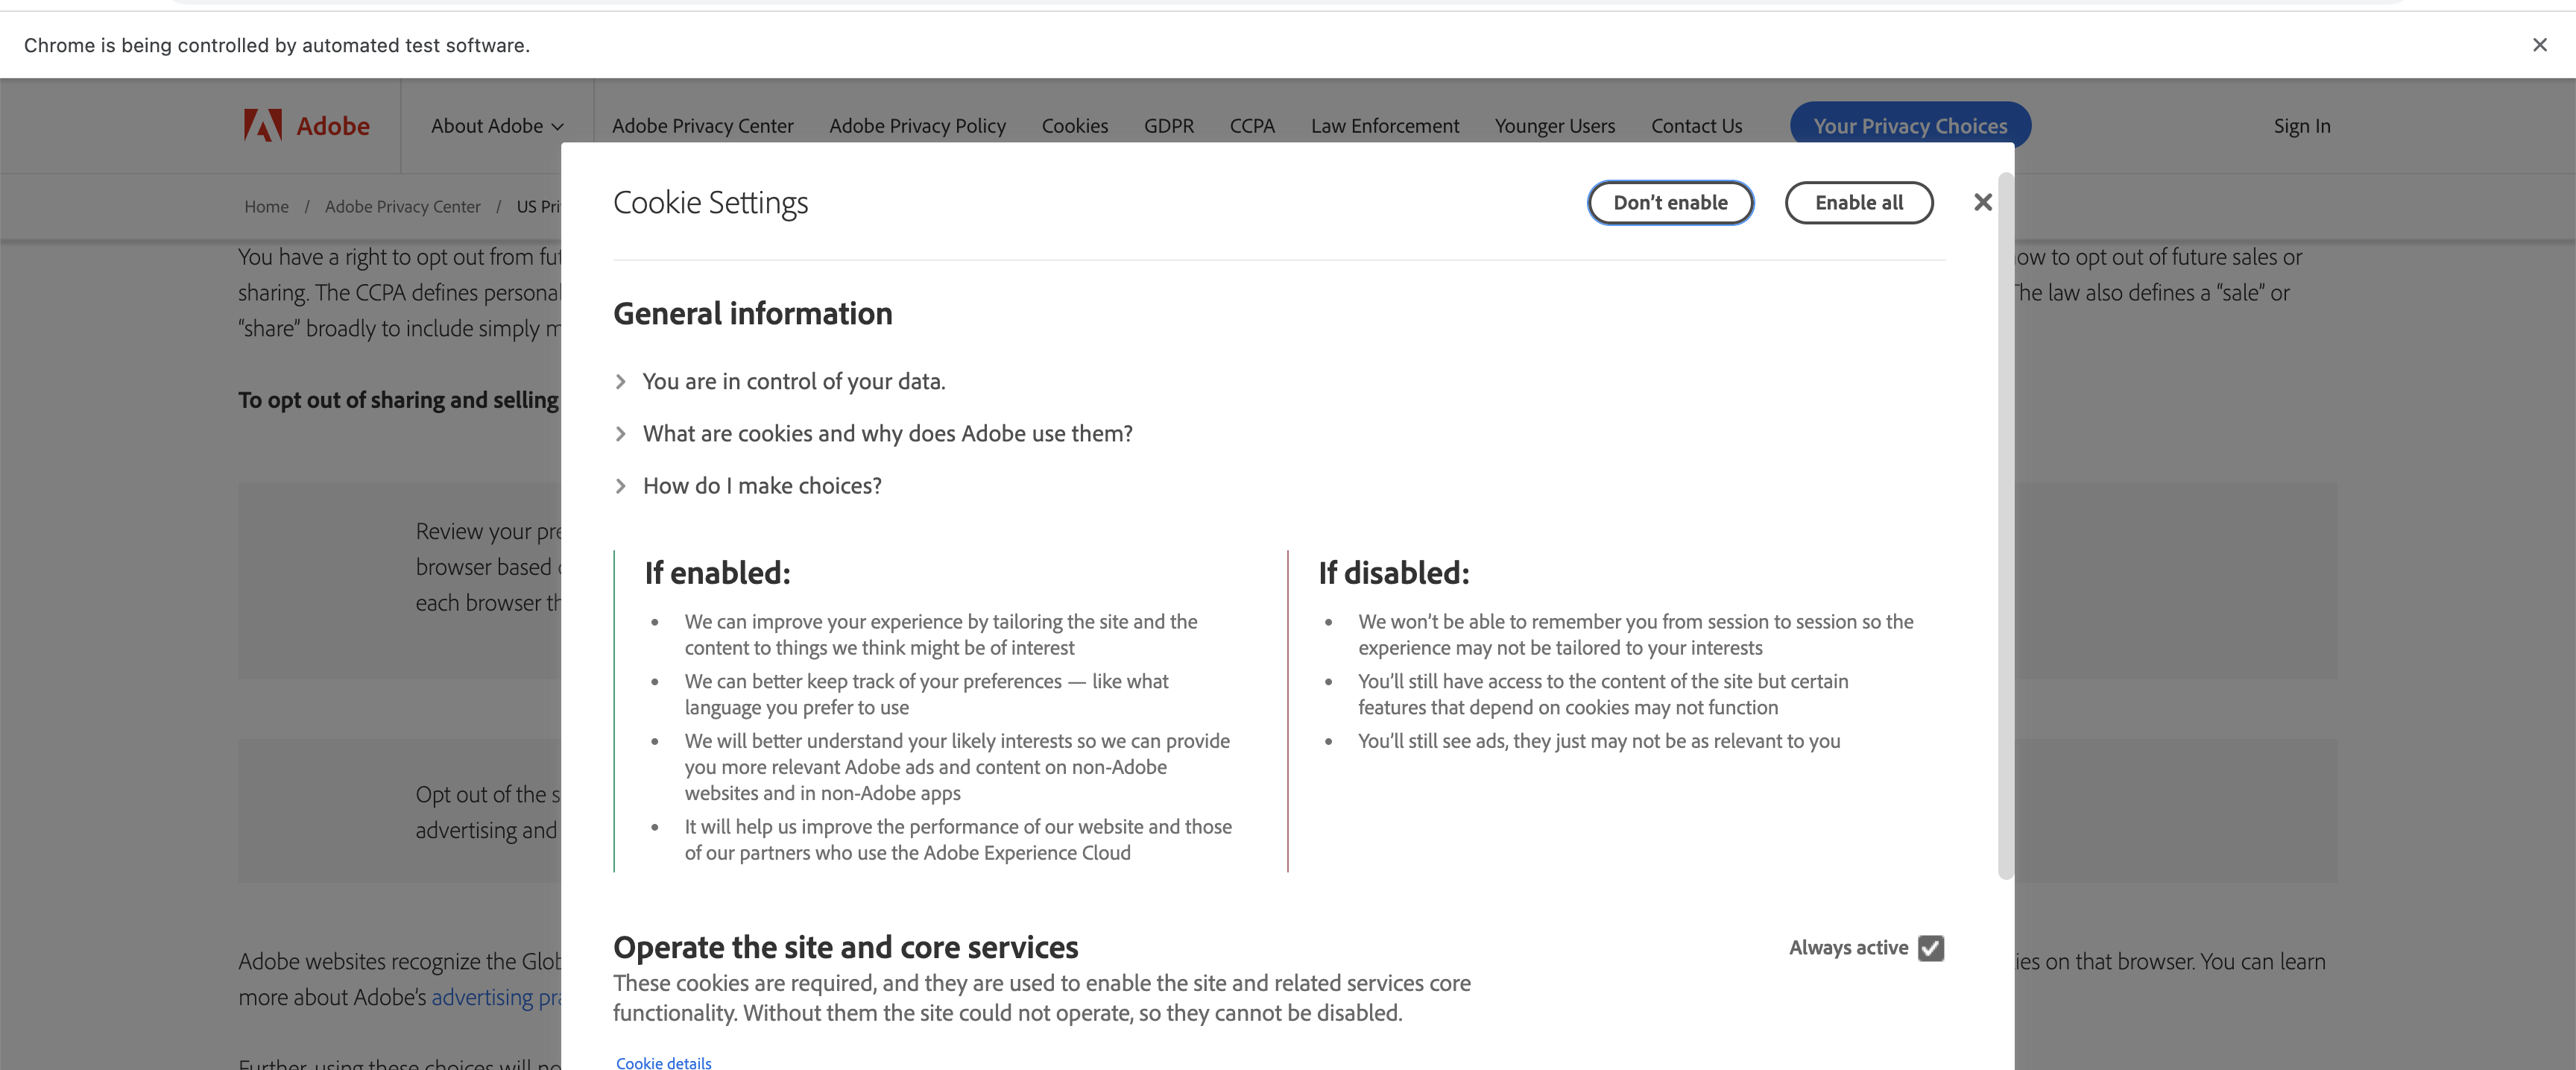 Chrome is being controlled by automated test software.
Adobe
About Adobe
Adobe Privacy Center
Adobe Privacy Policy
Cookies
GDPR
CCPA
Law Enforcement
Younger Users
Contact Us
Your Privacy Choices
Sign In
Home / Adobe Privacy Center / US Pri
You have a right to opt out from fut
ow to opt out of future sales or
sharing. The CCPA defines personal
The law also defines a “sale” or
“share” broadly to include simply m
To opt out of sharing and selling
Review your pre
browser based
each browser th
Opt out of the s
advertising and
Adobe websites recognize the Glob
ies on that browser. You can learn
more about Adobe’s advertising pra
Further, using these choices will no
Cookie Settings
Don’t enable
Enable all
General information
You are in control of your data.
What are cookies and why does Adobe use them?
How do I make choices?
If enabled:
• We can improve your experience by tailoring the site and the
content to things we think might be of interest
• We can better keep track of your preferences — like what
language you prefer to use
• We will better understand your likely interests so we can provide
you more relevant Adobe ads and content on non-Adobe
websites and in non-Adobe apps
• It will help us improve the performance of our website and those
of our partners who use the Adobe Experience Cloud
If disabled:
• We won’t be able to remember you from session to session so the
experience may not be tailored to your interests
• You’ll still have access to the content of the site but certain
features that depend on cookies may not function
• You’ll still see ads, they just may not be as relevant to you
Operate the site and core services
Always active
These cookies are required, and they are used to enable the site and related services core
functionality. Without them the site could not operate, so they cannot be disabled.
Cookie details